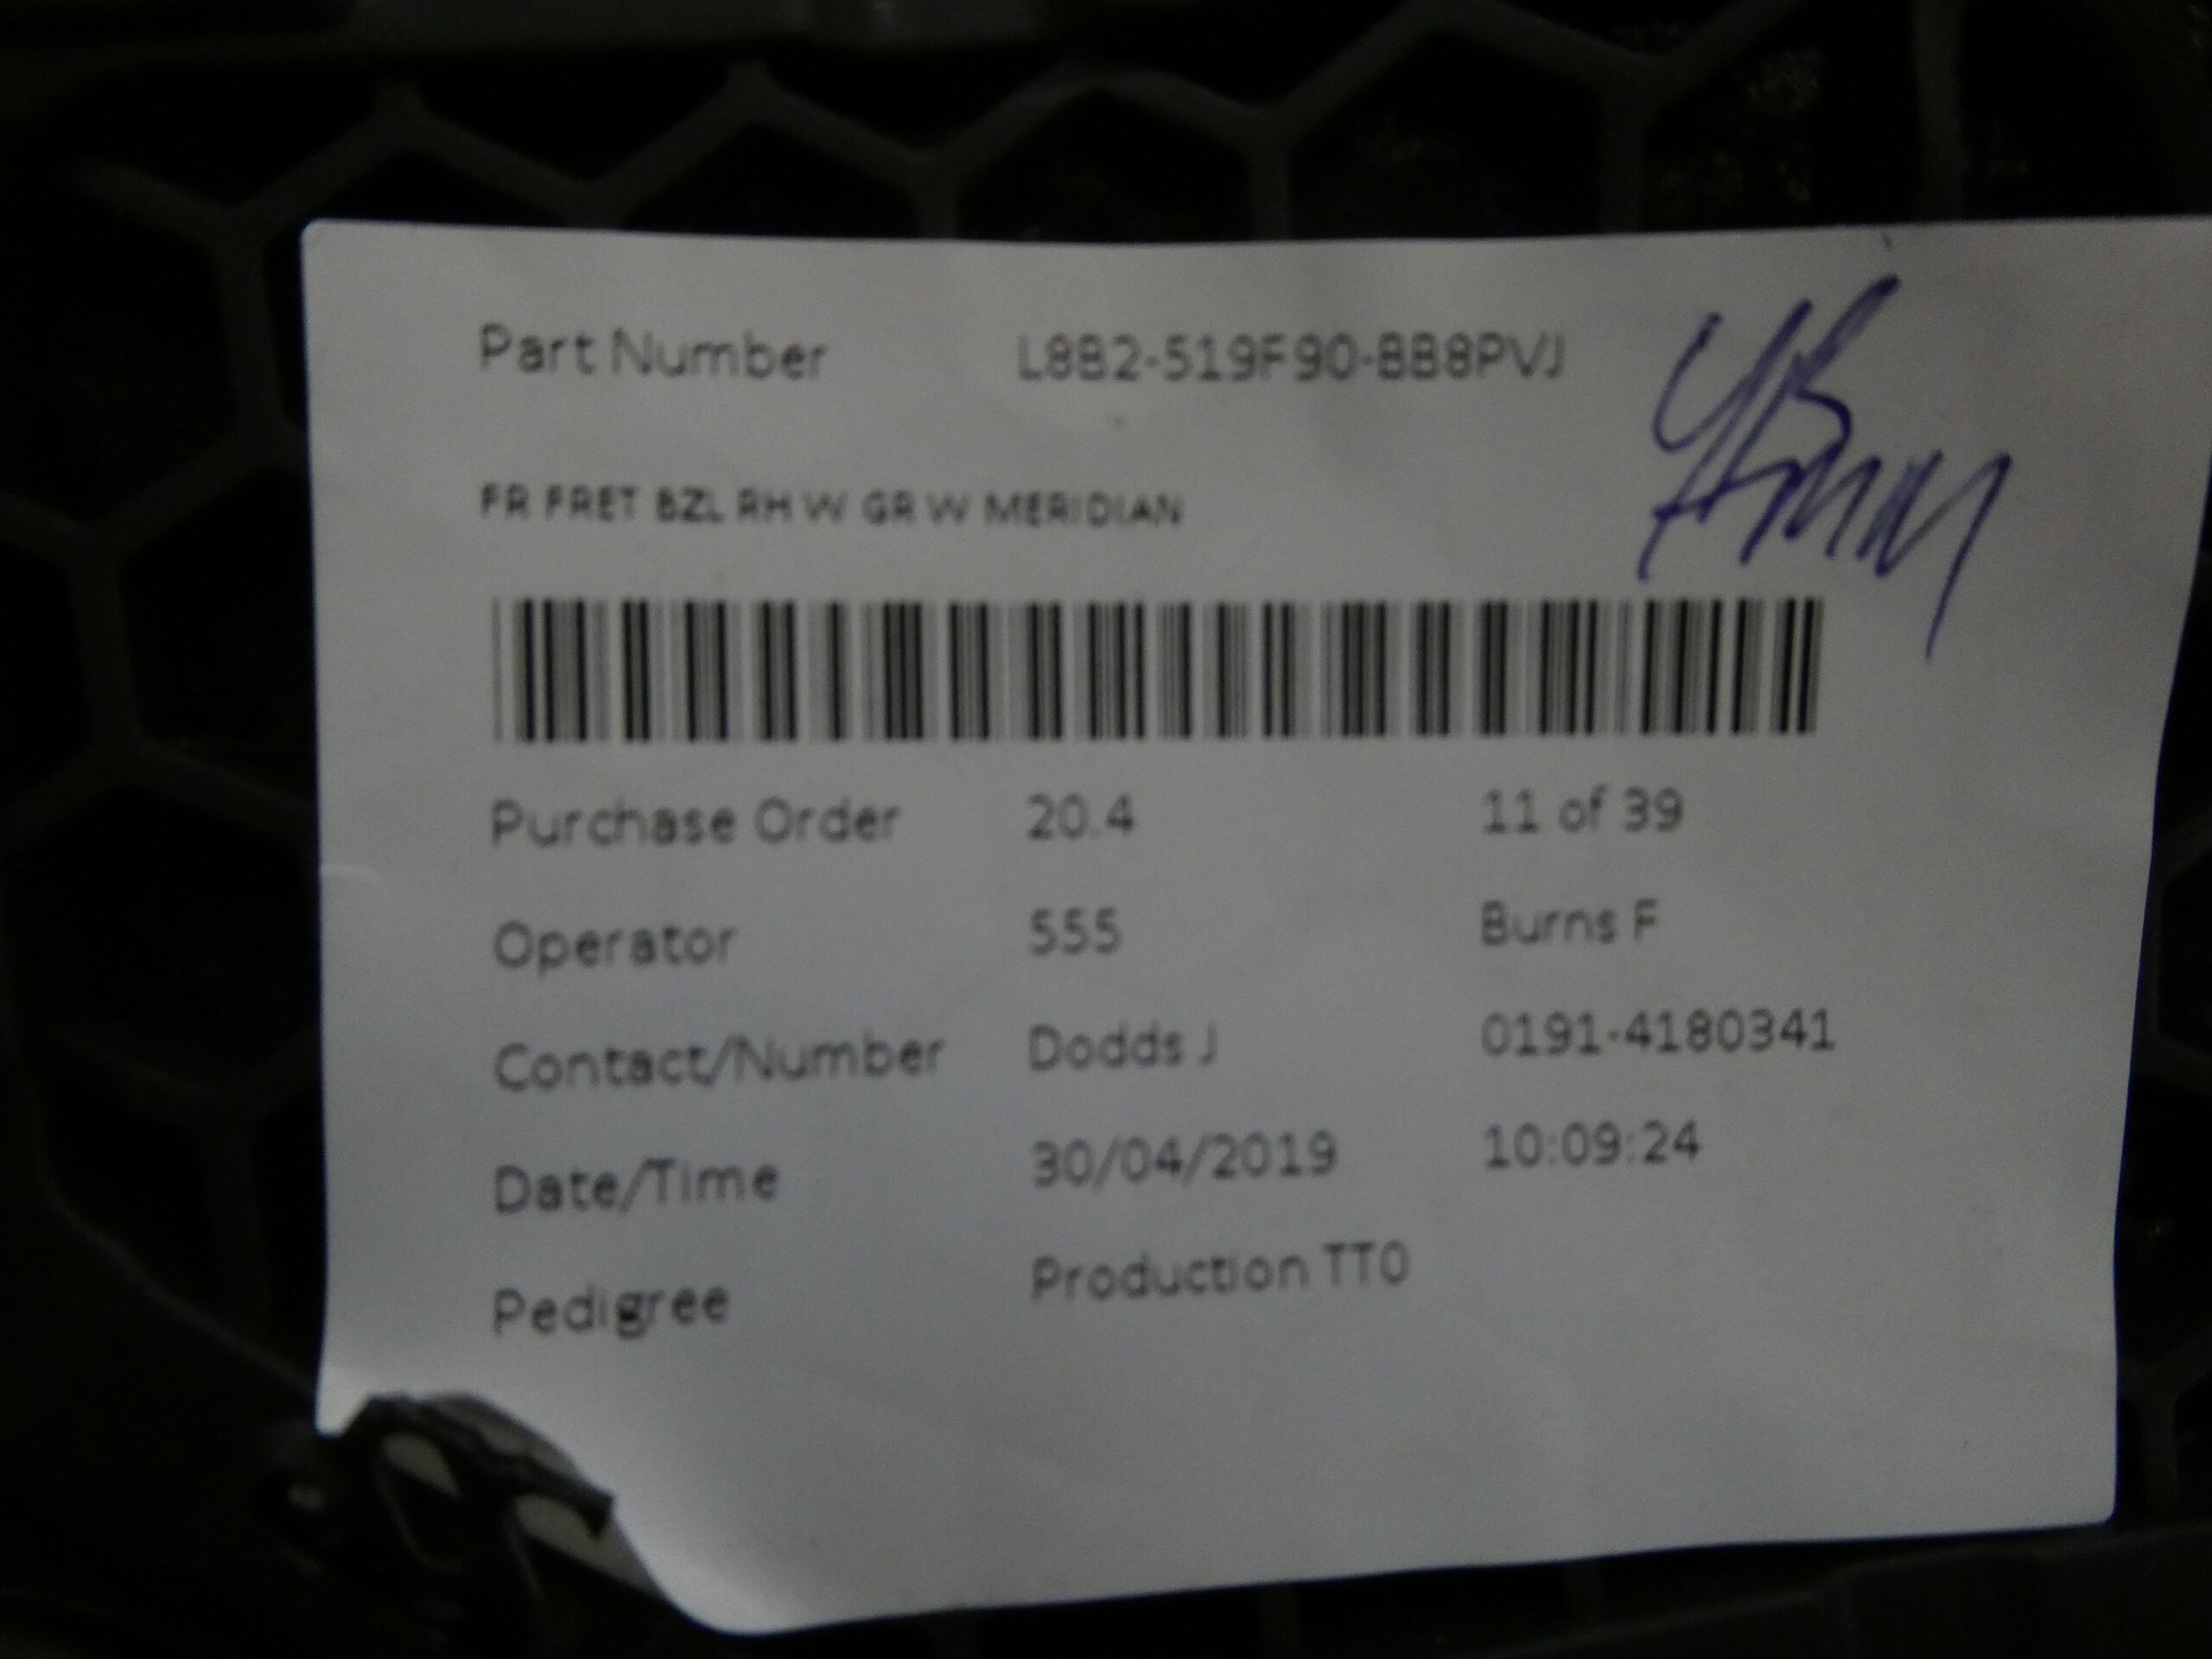 Part Number L8B2-519F90-BB8PVJ
FR FRET BZL RH W GR W MERIDIAN
Purchase Order 20.4 11 of 39
Operator 555 Burns F
Contact/Number Dodds J 0191-4180341
Date/Time 30/04/2019 10:09:24
Pedigree Production TT0